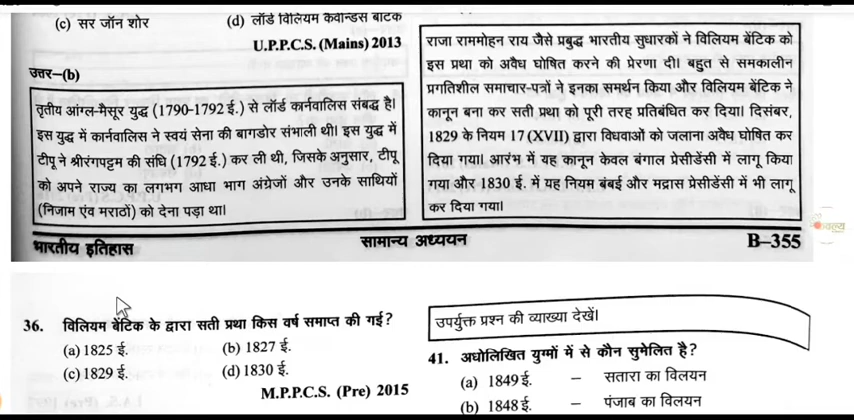 (c) सर जॉन शोर
(d) लॉर्ड विलियम कैवेन्डिस बेंटिक
U.P.P.C.S. (Mains) 2013
उत्तर–(b)
तृतीय आंग्ल-मैसूर युद्ध (1790-1792 ई.) से लॉर्ड कार्नवालिस संबद्ध है।
इस युद्ध में कार्नवालिस ने स्वयं सेना की बागडोर संभाली थी। इस युद्ध में
टीपू ने श्रीरंगपट्टम की संधि (1792 ई.) कर ली थी, जिसके अनुसार, टीपू
को अपने राज्य का लगभग आधा भाग अंग्रेजों और उनके साथियों
(निजाम एंव मराठों) को देना पड़ा था।
राजा राममोहन राय जैसे प्रबुद्ध भारतीय सुधारकों ने विलियम बेंटिक को
इस प्रथा को अवैध घोषित करने की प्रेरणा दी। बहुत से समकालीन
प्रगतिशील समाचार-पत्रों ने इनका समर्थन किया और विलियम बेंटिक ने
कानून बना कर सती प्रथा को पूरी तरह प्रतिबंधित कर दिया। दिसंबर,
1829 के नियम 17 (XVII) द्वारा विधवाओं को जलाना अवैध घोषित कर
दिया गया। आरंभ में वह कानून केवल बंगाल प्रेसीडेंसी में लागू किया
गया और 1830 ई. में यह नियम बंबई और मद्रास प्रेसीडेंसी में भी लागू
कर दिया गया।
भारतीय इतिहास
सामान्य अध्ययन
B–355
36. विलियम बेंटिक के द्वारा सती प्रथा किस वर्ष समाप्त की गई?
(a) 1825 ई.
(b) 1827 ई.
(c) 1829 ई.
(d) 1830 ई.
M.P.P.C.S. (Pre) 2015
उपर्युक्त प्रश्न की व्याख्या देखें।
41. अधोलिखित युग्मों में से कौन सुमेलित है?
(a) 1849 ई. – सतारा का विलयन
(b) 1848 ई. – पंजाब का विलयन